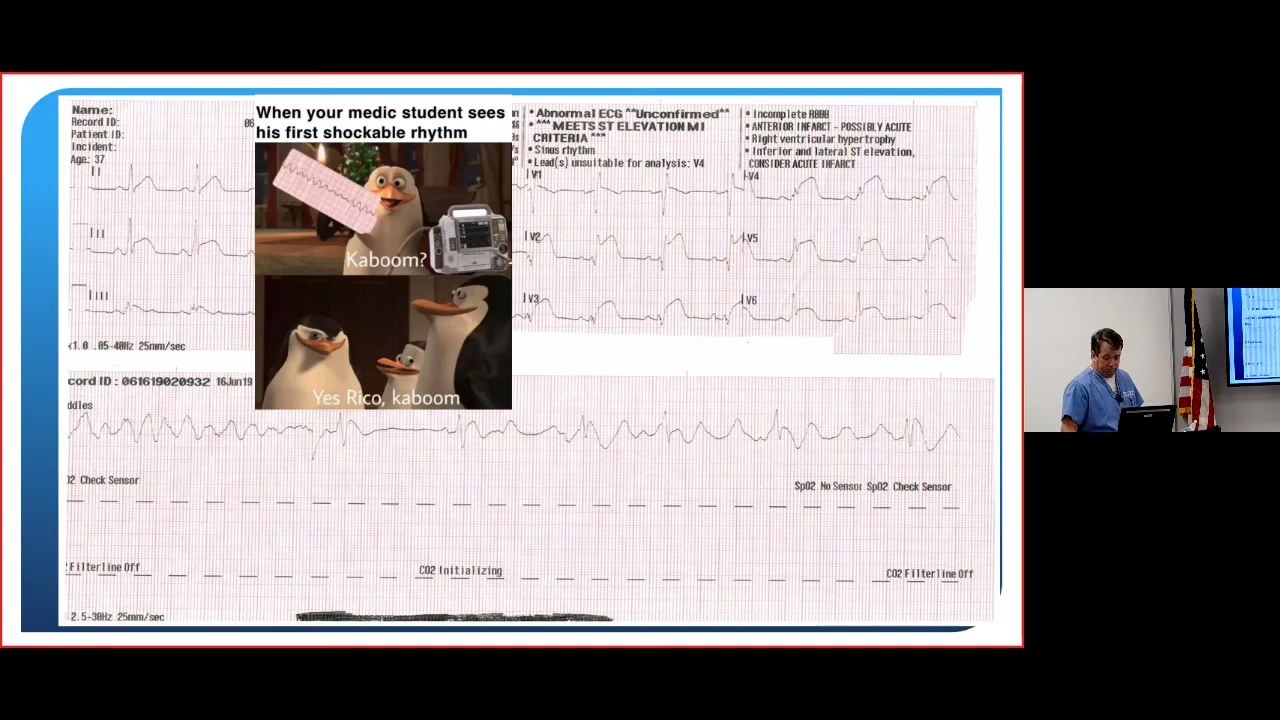 Name:
Record ID:
Patient ID:
Incident:
Age: 37
06
When your medic student sees
his first shockable rhythm
Kaboom?
Yes Rico, kaboom
• Abnormal ECG **Unconfirmed**
• *** MEETS ST ELEVATION MI
CRITERIA ***
• Sinus rhythm
• Lead(s) unsuitable for analysis: V4
• Incomplete RBBB
• ANTERIOR INFARCT - POSSIBLY ACUTE
• Right ventricular hypertrophy
• Inferior and lateral ST elevation,
CONSIDER ACUTE INFARCT
I
V1
V4
II
V2
V5
III
V3
V6
x1.0 .05-40Hz 25mm/sec
cord ID: 061619020932 16Jun19
ddles
O2 Check Sensor
SpO2 No Sensor SpO2 Check Sensor
Filterline Off
CO2 Initializing
CO2 Filterline Off
2.5-30Hz 25mm/sec